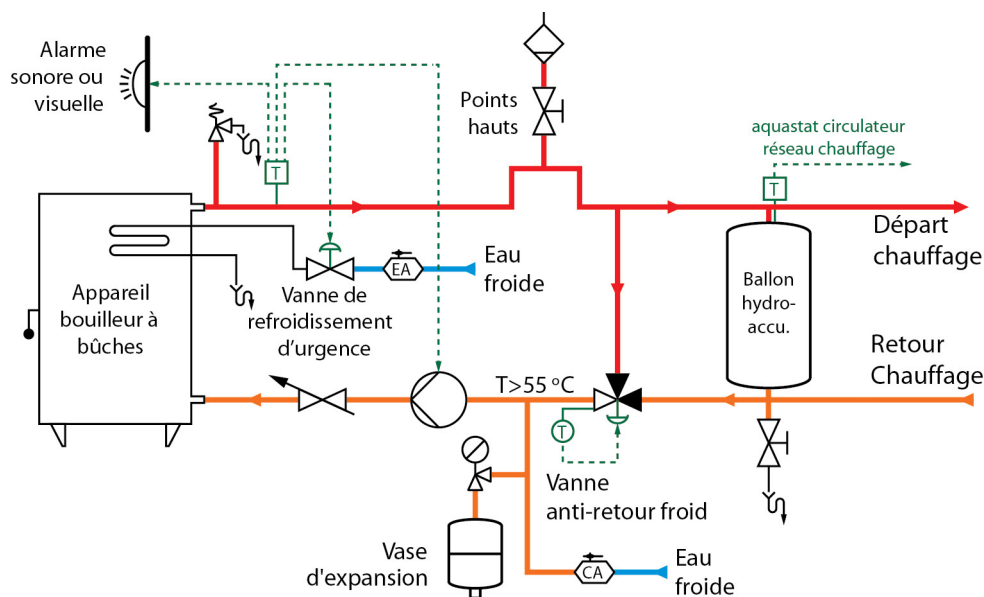 Alarme
sonore ou
visuelle
Points
hauts
aquastat circulateur
réseau chauffage
T
T
Départ
chauffage
Eau
froide
EA
Vanne de
refroidissement
d'urgence
Appareil
bouilleur à
bûches
Ballon
hydro-
accu.
Retour
Chauffage
T>55 °C
T
Vanne
anti-retour froid
Vase
d'expansion
CA
Eau
froide